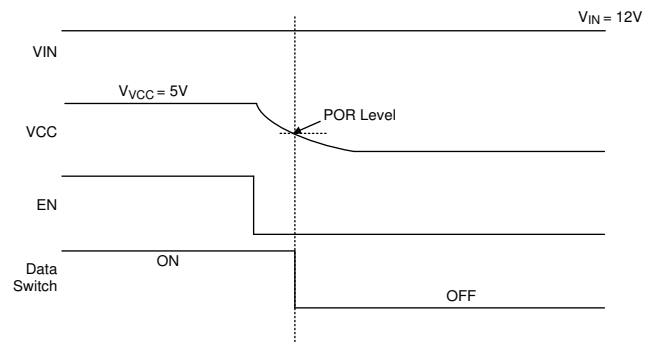 V_IN = 12V
VIN
V_VCC = 5V
POR Level
VCC
EN
ON
Data
Switch
OFF